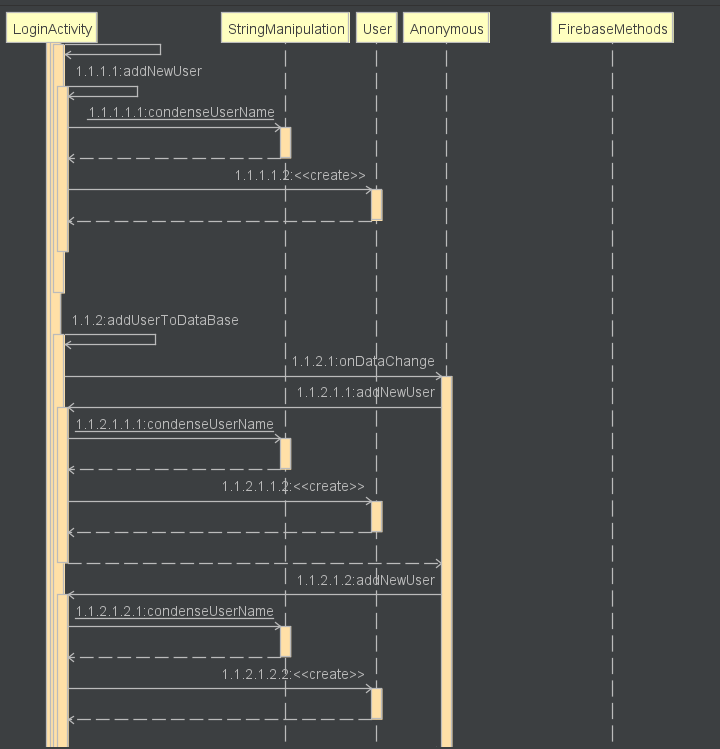 LoginActivity
StringManipulation
User
Anonymous
FirebaseMethods
1.1.1.1:addNewUser
1.1.1.1.1:condenseUserName
1.1.1.1.2:<<create>>
1.1.2:addUserToDataBase
1.1.2.1:onDataChange
1.1.2.1.1:addNewUser
1.1.2.1.1.1:condenseUserName
1.1.2.1.1.2:<<create>>
1.1.2.1.2:addNewUser
1.1.2.1.2.1:condenseUserName
1.1.2.1.2.2:<<create>>